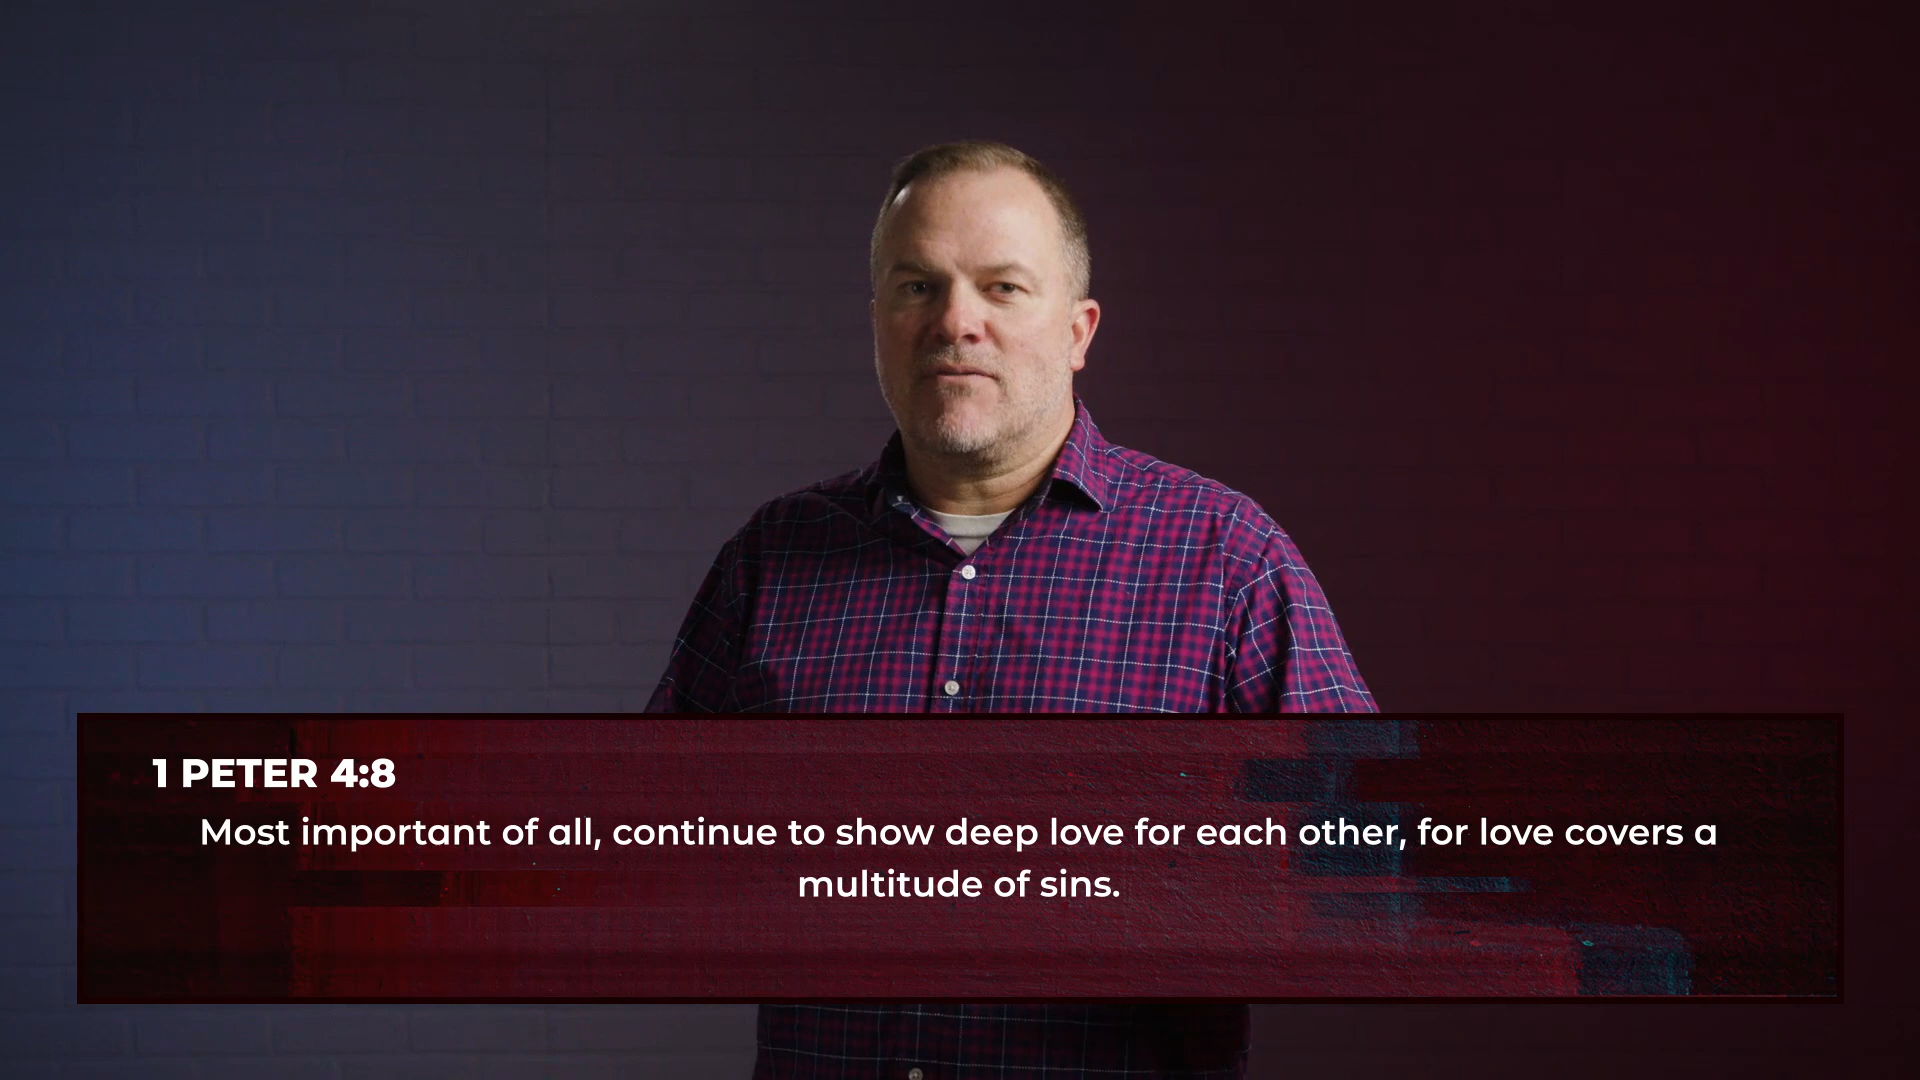 1 PETER 4:8
Most important of all, continue to show deep love for each other, for love covers a
multitude of sins.